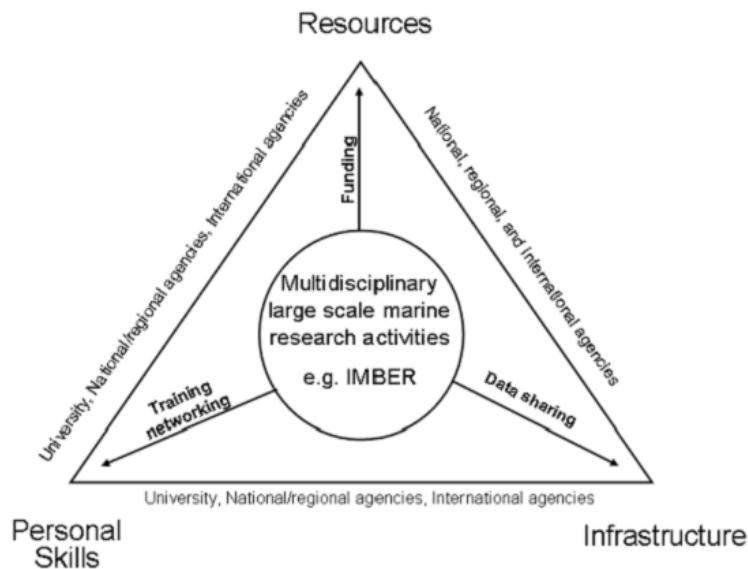 Resources
University, National/regional agencies, International agencies
National, regional, and international agencies
Funding
Multidisciplinary
large scale marine
research activities
e.g. IMBER
Training
networking
Data sharing
University, National/regional agencies, International agencies
Personal
Skills
Infrastructure